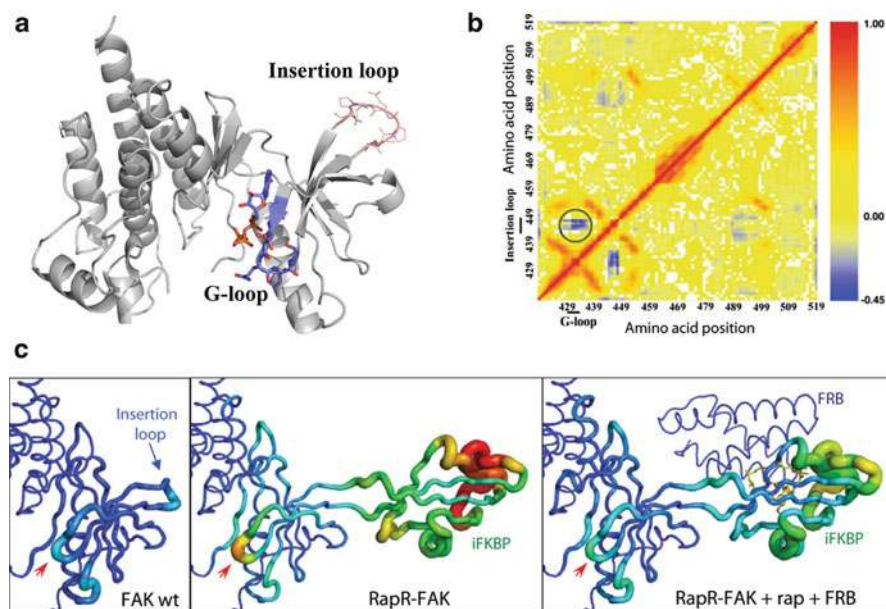 a
Insertion loop
G-loop
b
519
509
499
489
479
469
459
449
439
429
Amino acid position
Insertion loop
429 439 449 459 469 479 489 499 509 519
G-loop
Amino acid position
1.00
0.00
-0.45
c
Insertion
loop
FAK wt
iFKBP
RapR-FAK
FRB
iFKBP
RapR-FAK + rap + FRB